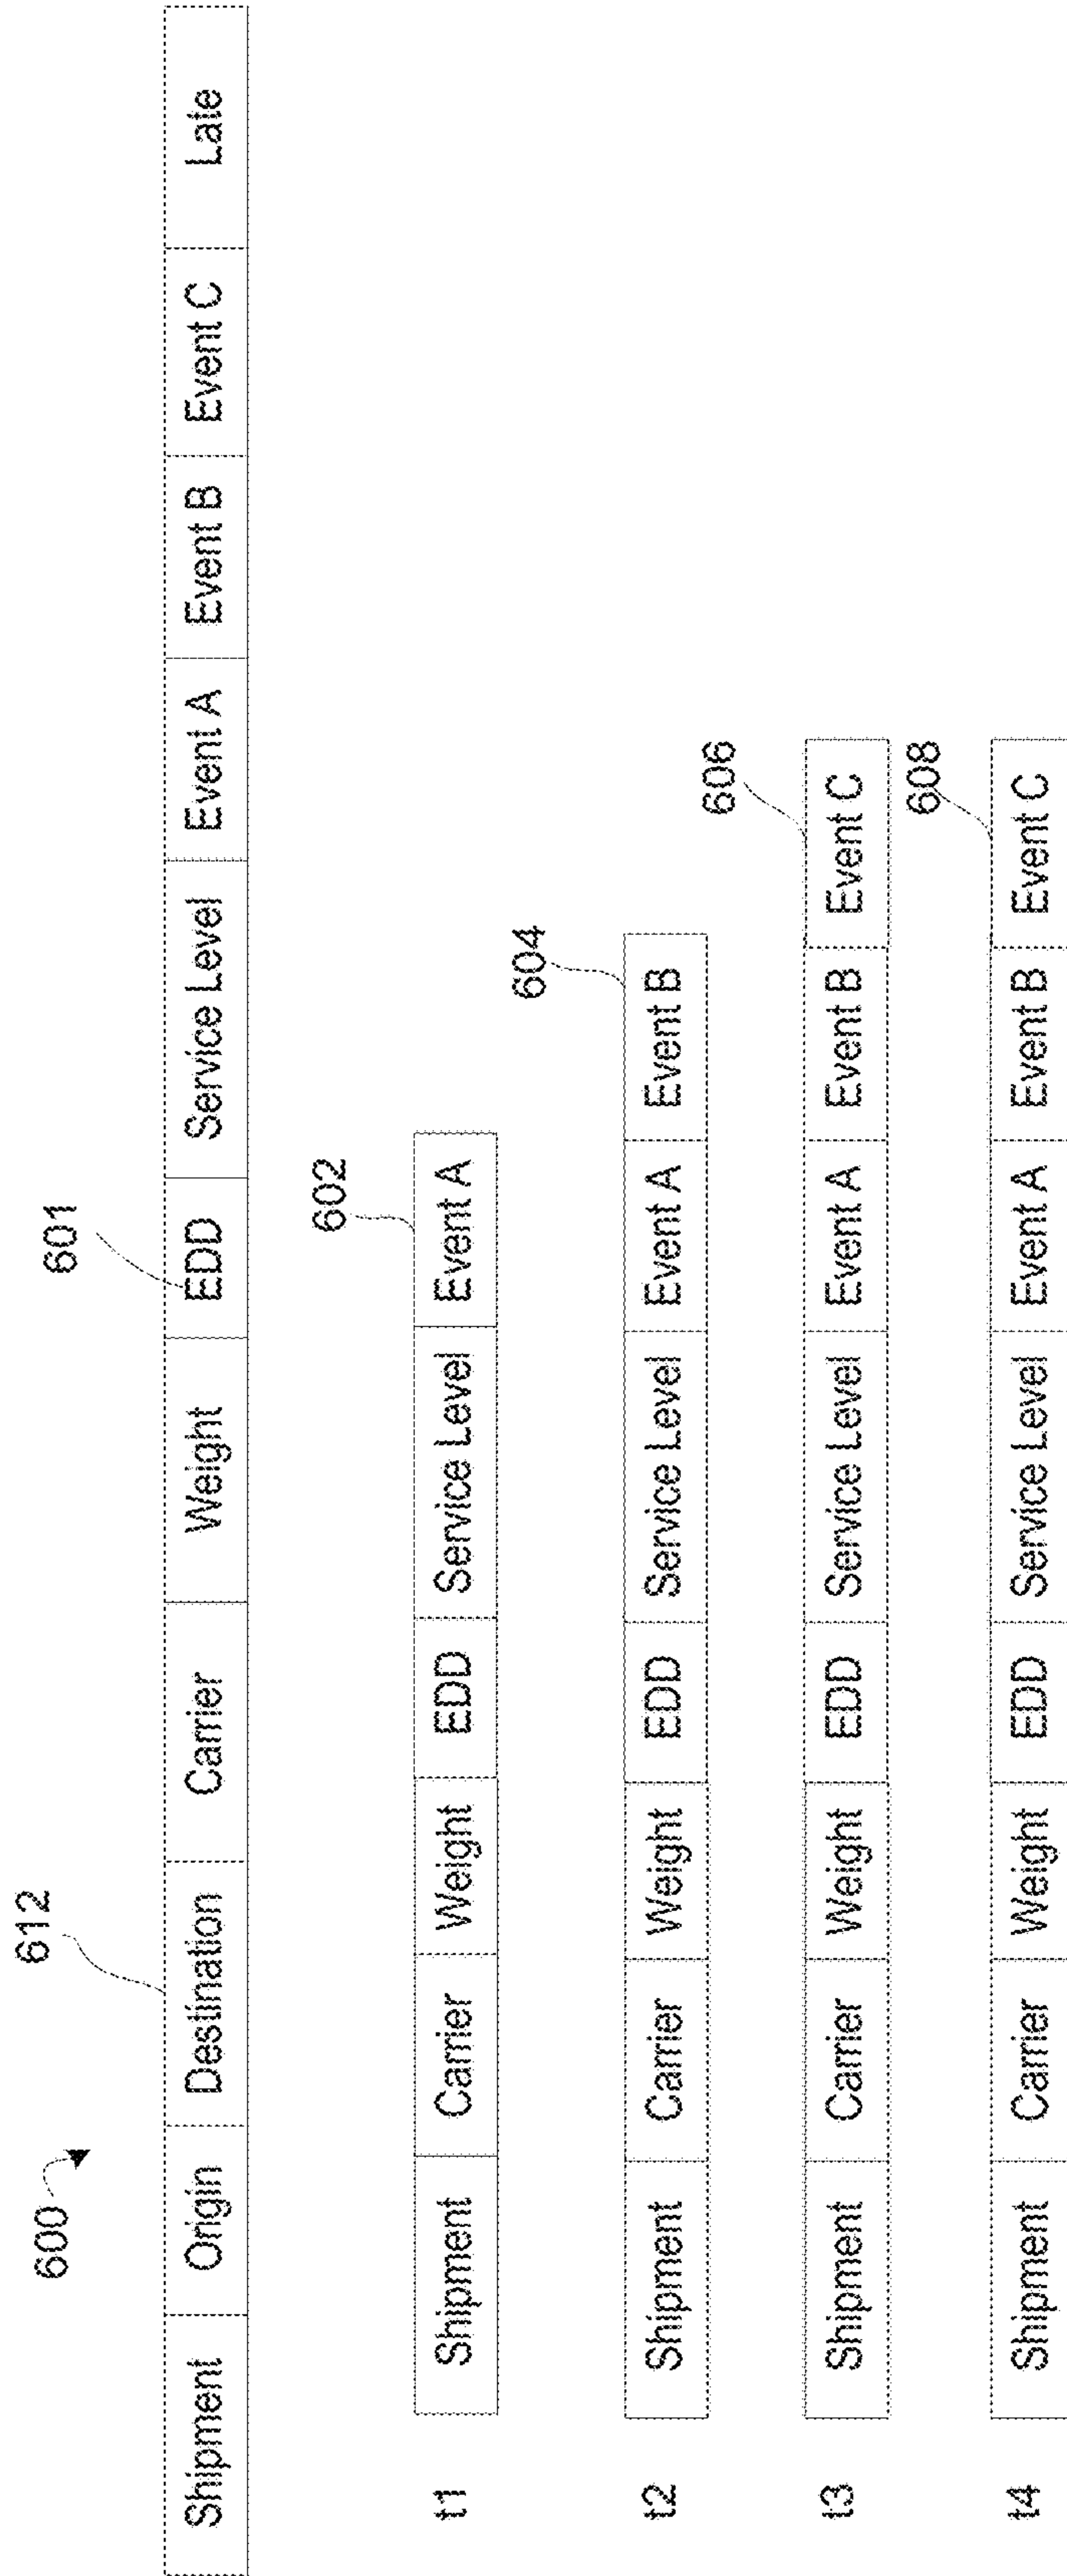 600
612
601
Shipment Origin Destination Carrier Weight EDD Service Level Event A Event B Event C Late
602
t1 Shipment Carrier Weight EDD Service Level Event A
604
t2 Shipment Carrier Weight EDD Service Level Event A Event B
606
t3 Shipment Carrier Weight EDD Service Level Event A Event B Event C
608
t4 Shipment Carrier Weight EDD Service Level Event A Event B Event C